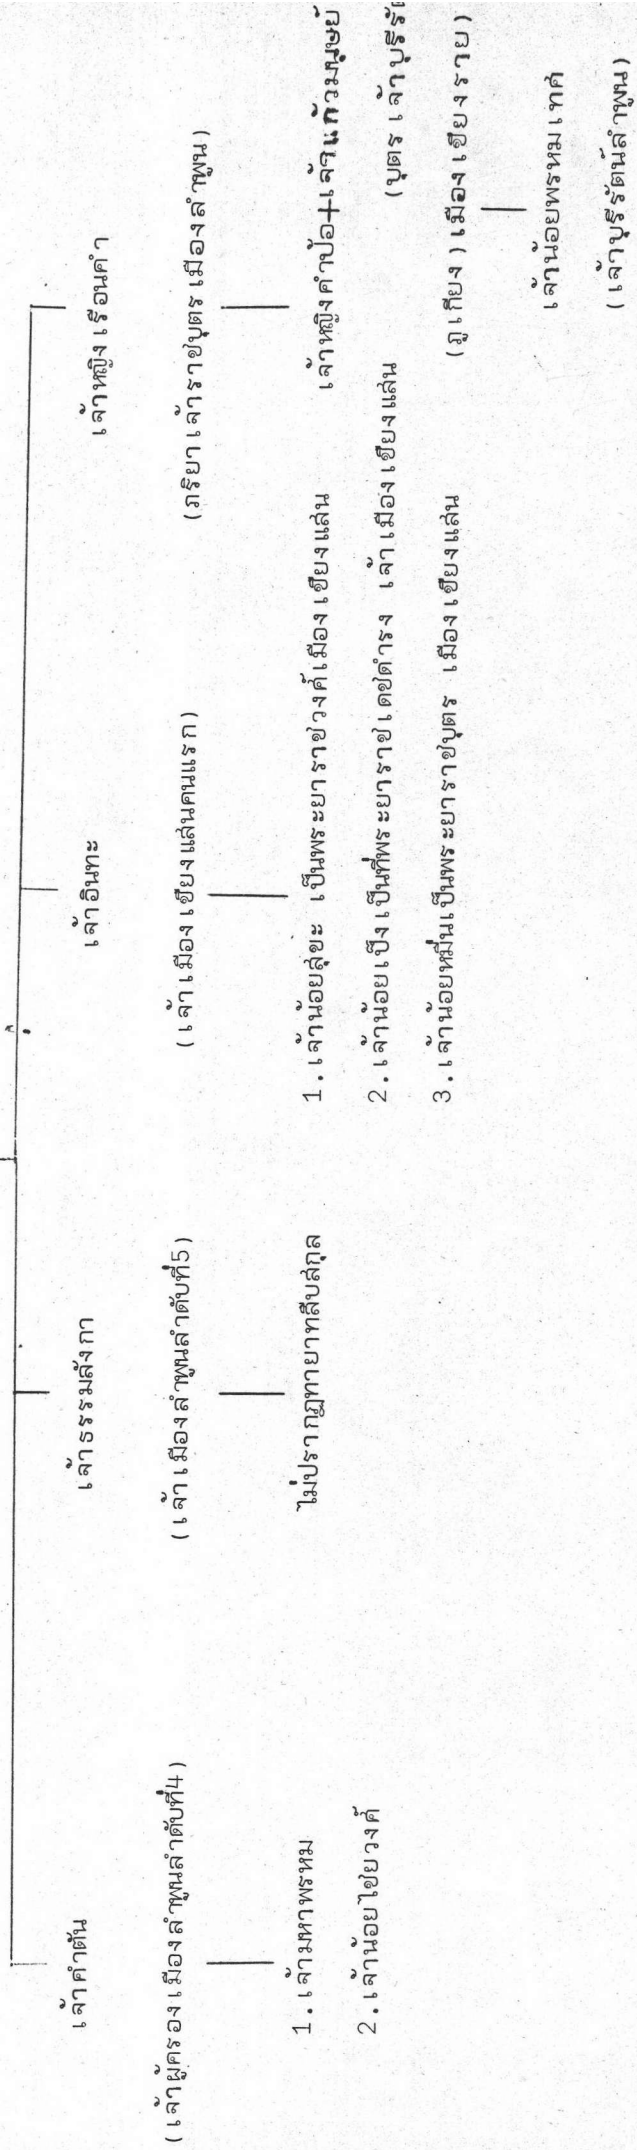 เจ้าคำตัน
(เจ้าผู้ครองเมืองลำพูนลำดับที่4)
1.เจ้ามหาพรหม
2.เจ้าน้อยไชยวงศ์
เจ้าธรรมลังกา
(เจ้าเมืองลำพูนลำดับที่5)
ไม่ปรากฏทายาทสืบสกุล
เจ้าอินทะ
(เจ้าเมืองเชียงแสนคนแรก)
1.เจ้าน้อยสุขะ เป็นพระยาราชวงศ์เมืองเชียงแสน
2.เจ้าน้อยเป็งเป็นที่พระยาราชเดชดำรง เจ้าเมืองเชียงแสน
3.เจ้าน้อยหมื่นเป็นพระยาราชบุตร เมืองเชียงแสน
เจ้าหญิงเรือนคำ
(ภริยาเจ้าราชบุตรเมืองลำพูน)
เจ้าหญิงคำป้อ+เจ้าแก้วมนุษย์
(บุตรเจ้าบุรีรั
(ภูเกียง)เมืองเชียงราย)
เจ้าน้อยพรหมเทศ
(เจ้าบุรีรัตน์ลำพูน)